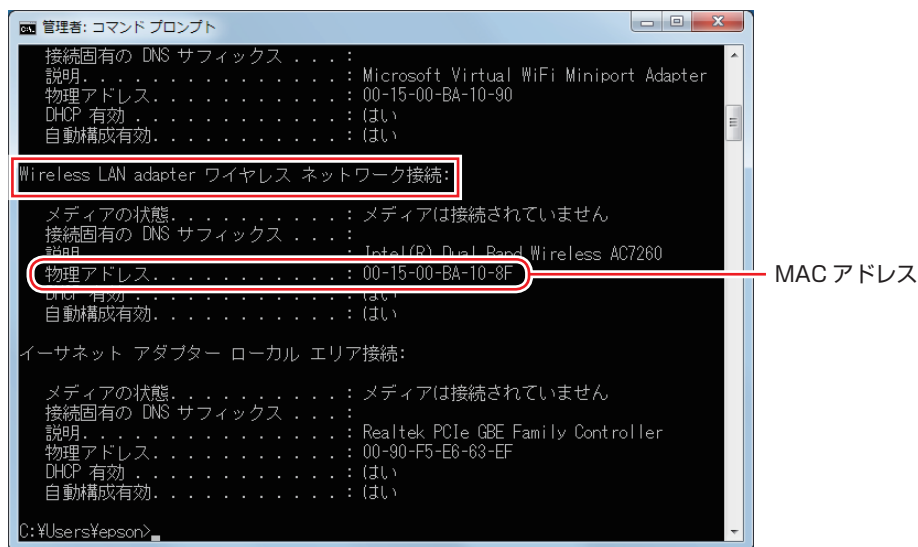 管理者: コマンド プロンプト
接続固有の DNS サフィックス . . . :
説明. . . . . . . . . . . . . . . : Microsoft Virtual WiFi Miniport Adapter
物理アドレス. . . . . . . . . . . : 00-15-00-BA-10-90
DHCP 有効 . . . . . . . . . . . . : はい
自動構成有効. . . . . . . . . . . : はい
Wireless LAN adapter ワイヤレス ネットワーク接続:
メディアの状態. . . . . . . . . . : メディアは接続されていません
接続固有の DNS サフィックス . . . :
説明. . . . . . . . . . . . . . . : Intel(R) Dual Band Wireless AC7260
物理アドレス. . . . . . . . . . . : 00-15-00-BA-10-8F
MAC アドレス
DHCP 有効 . . . . . . . . . . . . : はい
自動構成有効. . . . . . . . . . . : はい
イーサネット アダプター ローカル エリア接続:
メディアの状態. . . . . . . . . . : メディアは接続されていません
接続固有の DNS サフィックス . . . :
説明. . . . . . . . . . . . . . . : Realtek PCIe GBE Family Controller
物理アドレス. . . . . . . . . . . : 00-90-F5-E6-63-EF
DHCP 有効 . . . . . . . . . . . . : はい
自動構成有効. . . . . . . . . . . : はい
C:¥Users¥epson>_